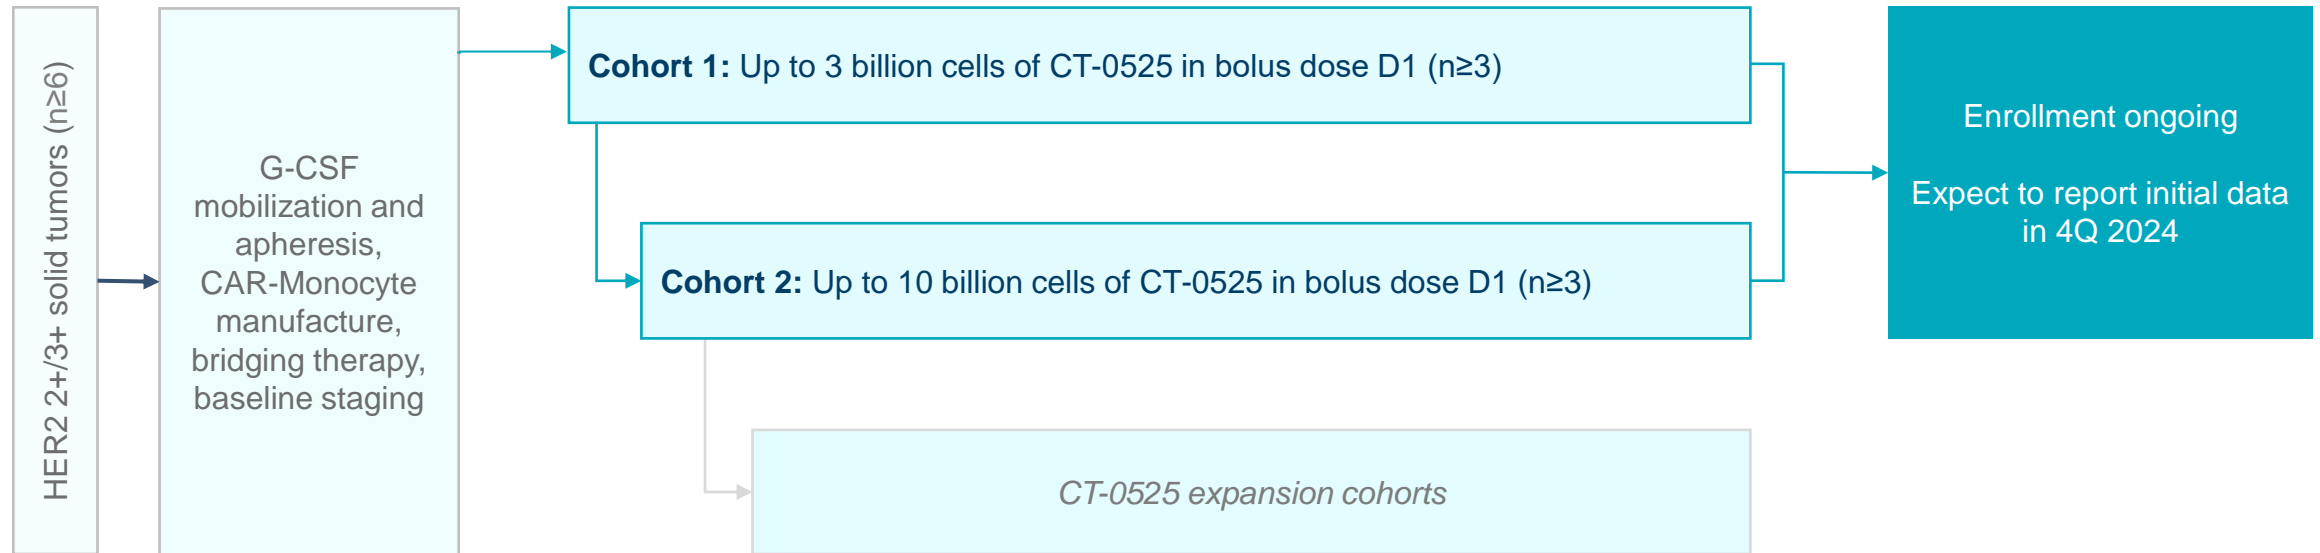 HER2 2+/3+ solid tumors (n≥6)
G-CSF
mobilization and
apheresis,
CAR-Monocyte
manufacture,
bridging therapy,
baseline staging
Cohort 1: Up to 3 billion cells of CT-0525 in bolus dose D1 (n≥3)
Cohort 2: Up to 10 billion cells of CT-0525 in bolus dose D1 (n≥3)
CT-0525 expansion cohorts
Enrollment ongoing
Expect to report initial data
in 4Q 2024